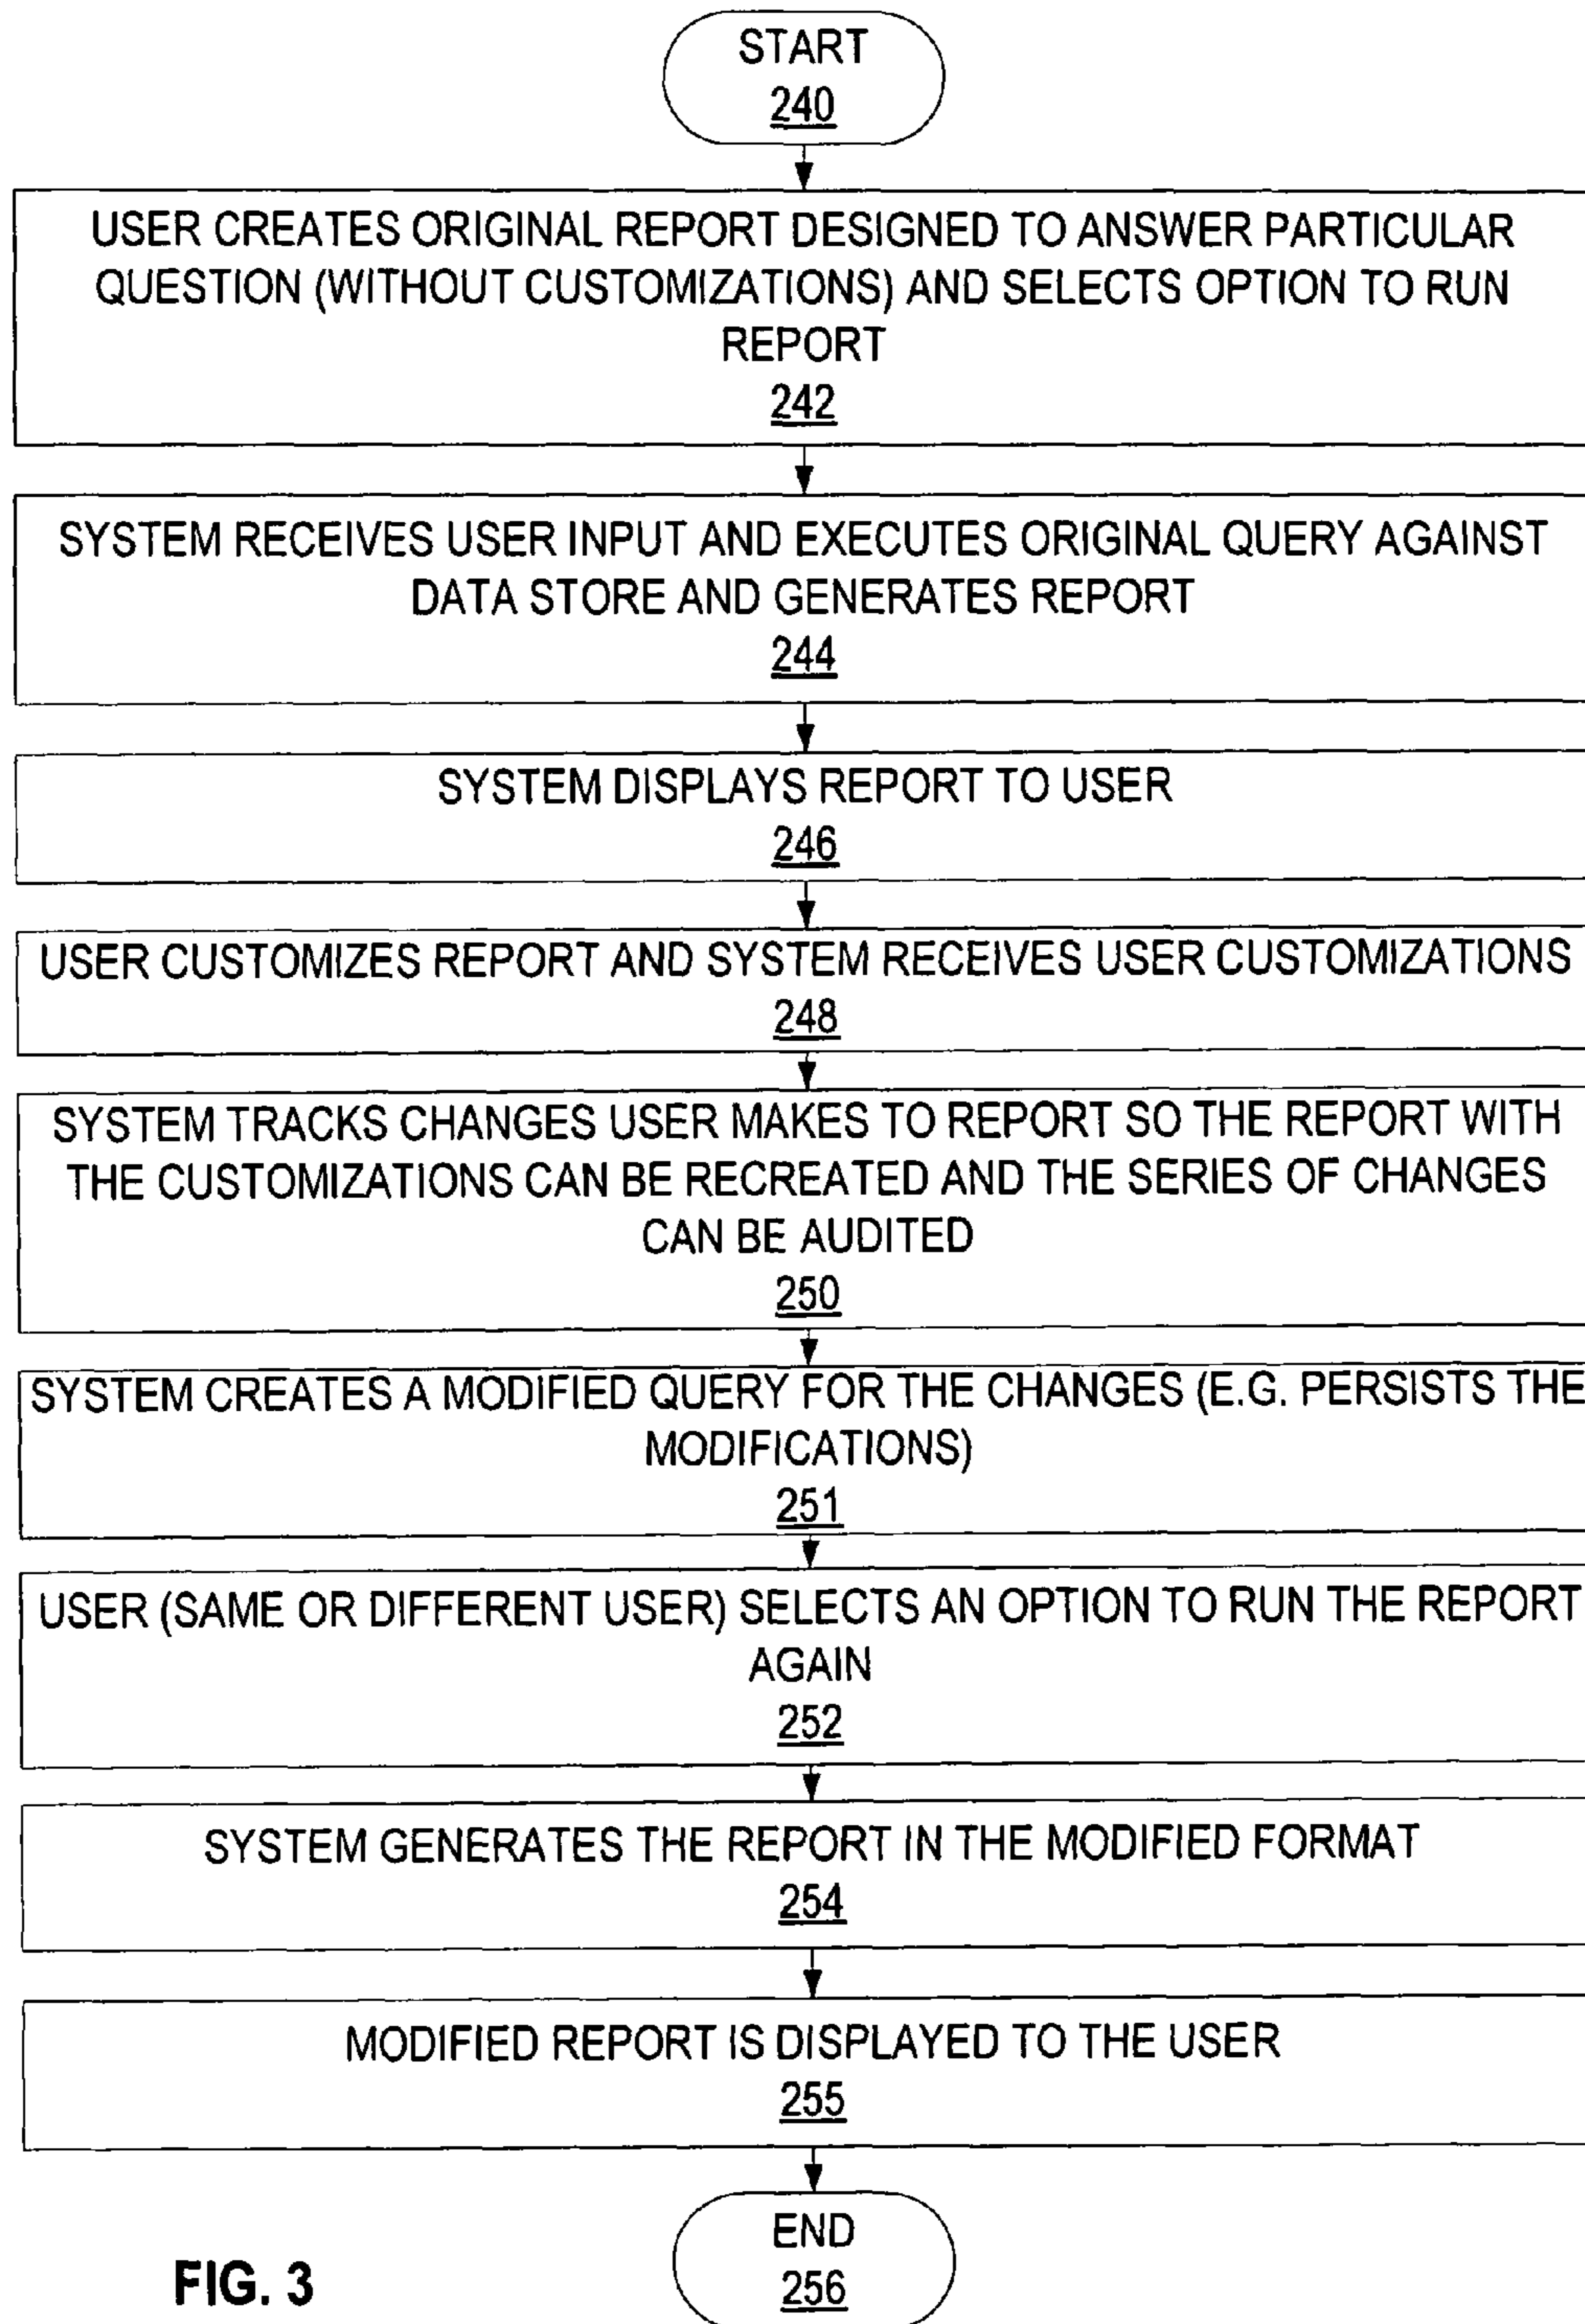 START
240
USER CREATES ORIGINAL REPORT DESIGNED TO ANSWER PARTICULAR
QUESTION (WITHOUT CUSTOMIZATIONS) AND SELECTS OPTION TO RUN
REPORT
242
SYSTEM RECEIVES USER INPUT AND EXECUTES ORIGINAL QUERY AGAINST
DATA STORE AND GENERATES REPORT
244
SYSTEM DISPLAYS REPORT TO USER
246
USER CUSTOMIZES REPORT AND SYSTEM RECEIVES USER CUSTOMIZATIONS
248
SYSTEM TRACKS CHANGES USER MAKES TO REPORT SO THE REPORT WITH
THE CUSTOMIZATIONS CAN BE RECREATED AND THE SERIES OF CHANGES
CAN BE AUDITED
250
SYSTEM CREATES A MODIFIED QUERY FOR THE CHANGES (E.G. PERSISTS THE
MODIFICATIONS)
251
USER (SAME OR DIFFERENT USER) SELECTS AN OPTION TO RUN THE REPORT
AGAIN
252
SYSTEM GENERATES THE REPORT IN THE MODIFIED FORMAT
254
MODIFIED REPORT IS DISPLAYED TO THE USER
255
END
256
FIG. 3